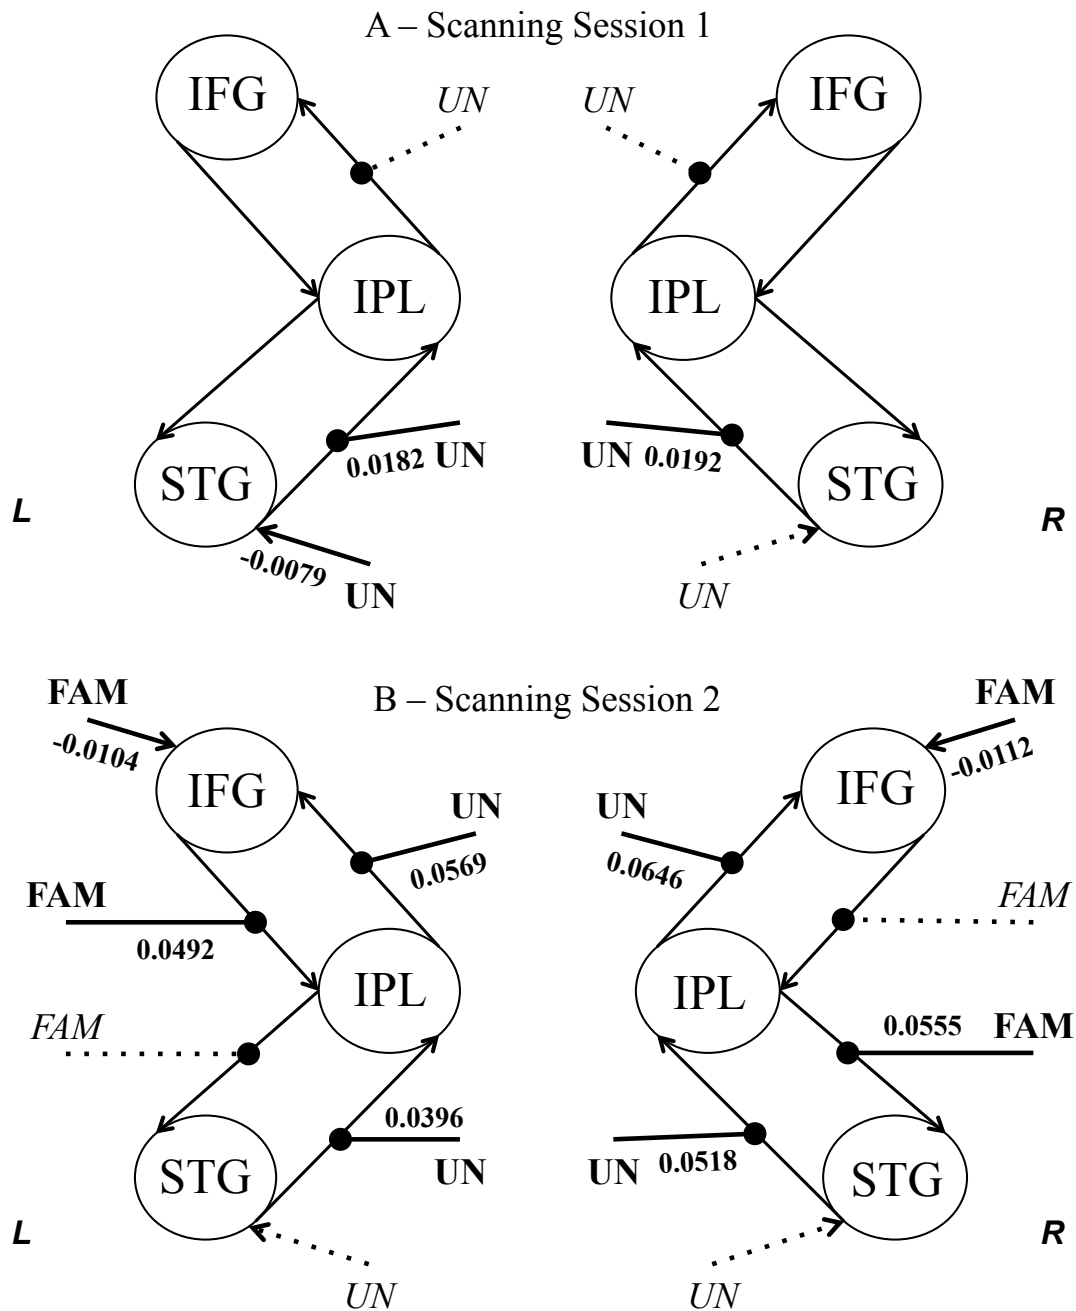 A – Scanning Session 1
IFG
UN
UN
IFG
IPL
IPL
0.0182 UN
UN 0.0192
STG
STG
L
R
-0.0079
UN
UN
FAM
B – Scanning Session 2
FAM
-0.0104
-0.0112
IFG
IFG
UN
UN
0.0569
0.0646
FAM
FAM
0.0492
IPL
IPL
FAM
0.0555 FAM
0.0396
UN
UN 0.0518
STG
STG
L
R
UN
UN